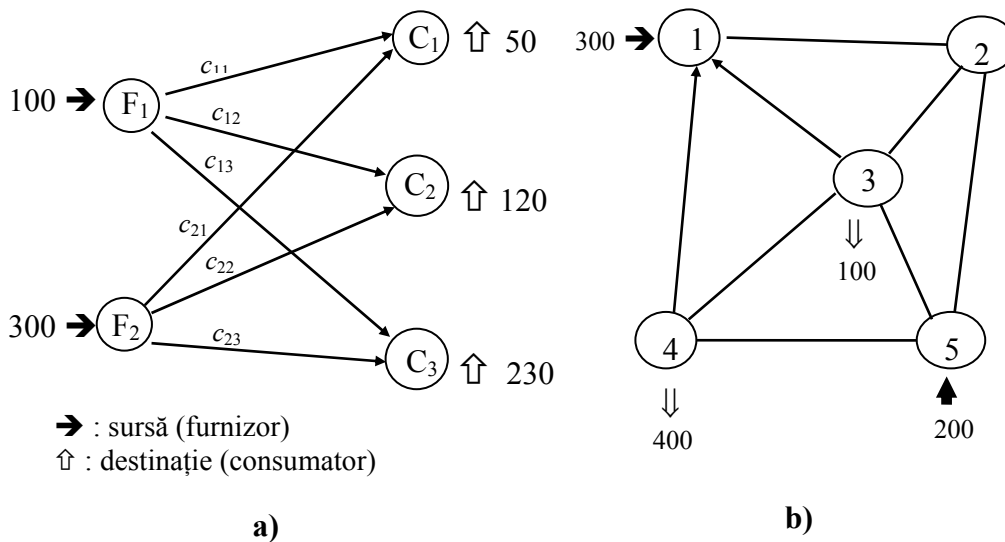 C1 ⇧ 50
c11
100 ➔ F1
c12
c13
C2 ⇧ 120
c21
c22
300 ➔ F2
c23
C3 ⇧ 230
➔ : sursă (furnizor)
⇧ : destinație (consumator)
a)
300 ➔ 1
2
3
⇓
100
4
5
⇓
400
200
b)